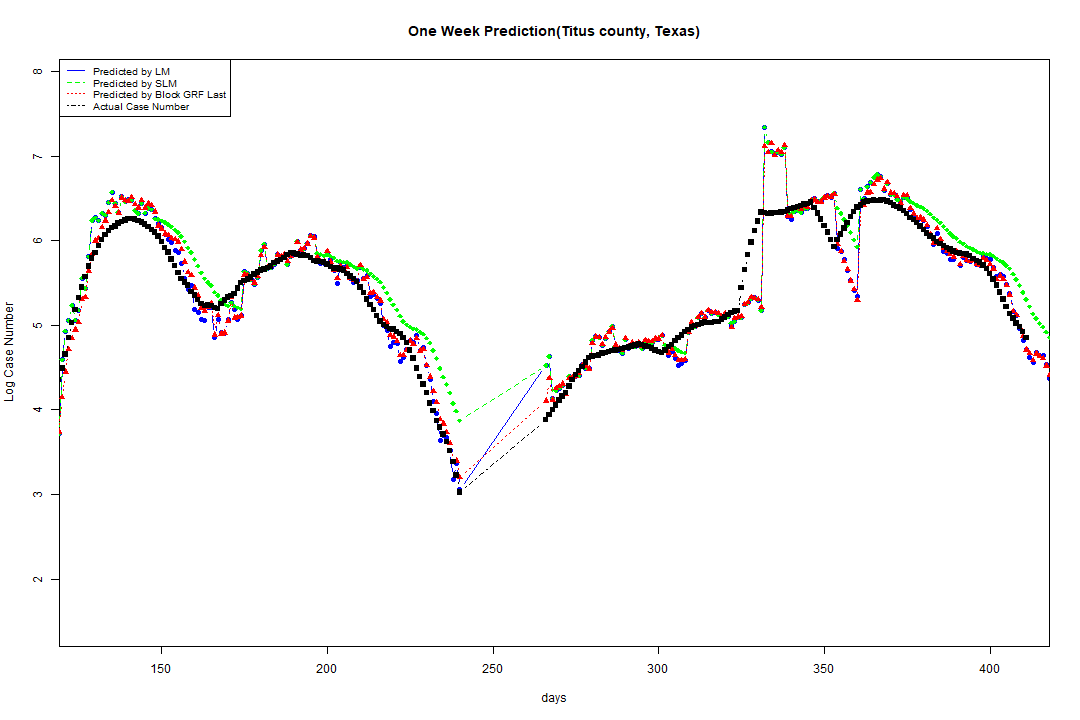 One Week Prediction(Titus county, Texas)
Predicted by LM
Predicted by SLM
Predicted by Block GRF Last
Actual Case Number
8
7
6
5
4
3
2
Log Case Number
150 200 250 300 350 400
days